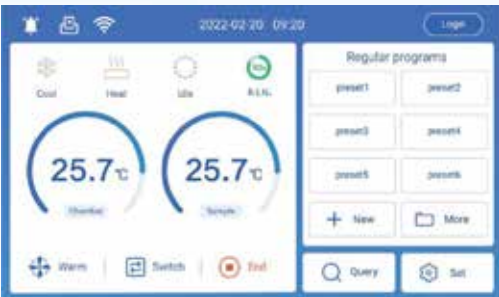 2022-02-20 09:20
Login
Cool
Heat
Idle
25.7℃
Chamber
25.7℃
Sample
Warm
Switch
End
Regular programs
preset1
preset2
preset3
preset4
preset5
preset6
New
More
Query
Set